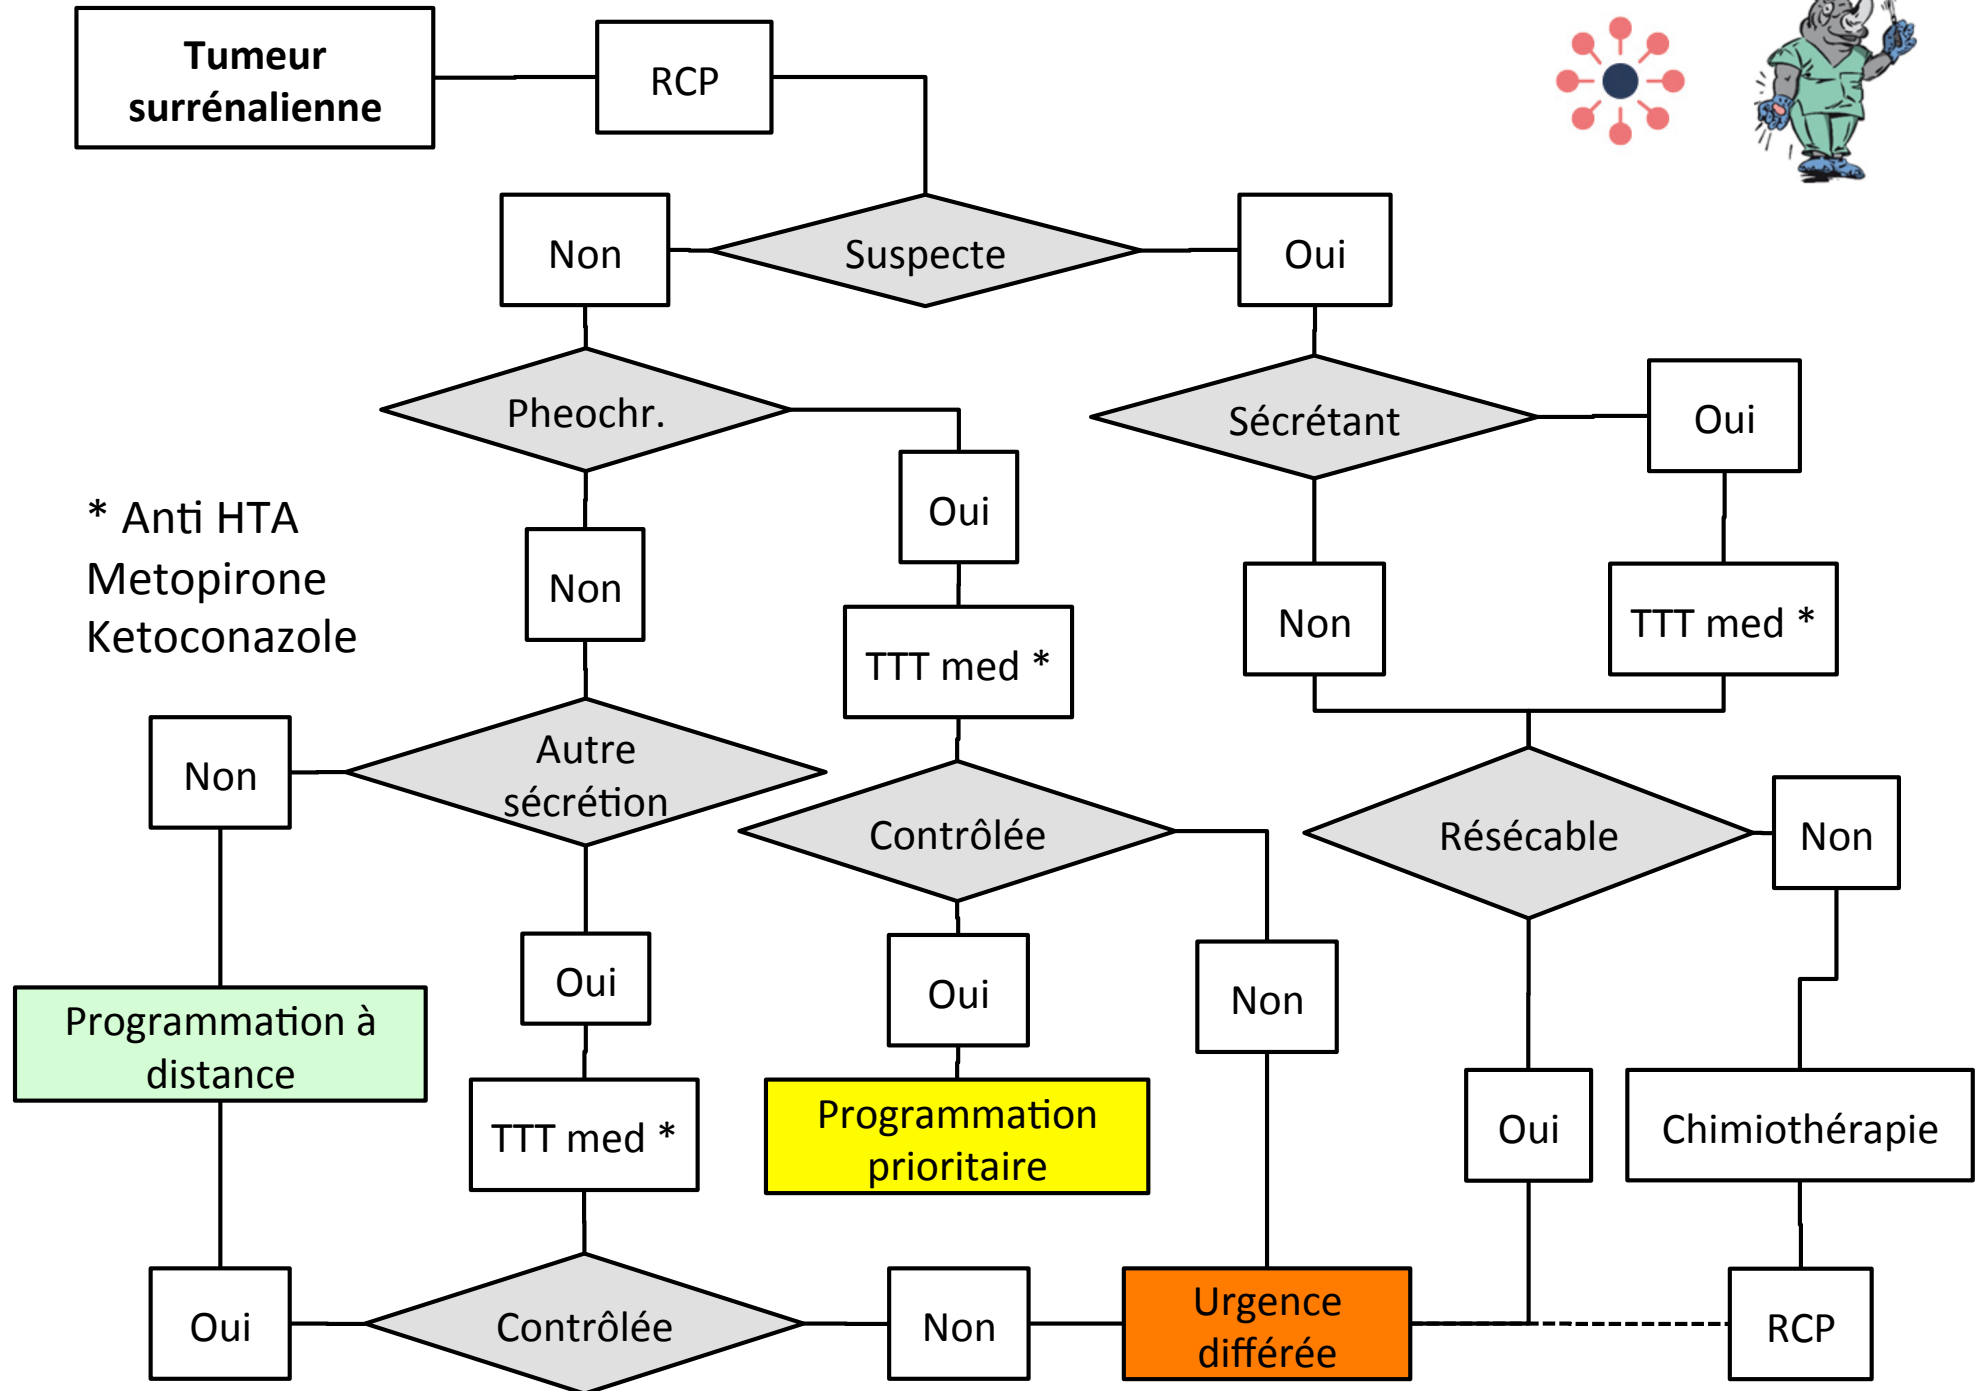 Tumeur
surrénalienne
RCP
Non
Suspecte
Oui
Pheochr.
Sécrétant
Oui
* Anti HTA
Metopirone
Ketoconazole
Oui
Non
Non
TTT med *
TTT med *
Non
Autre
sécrétion
Contrôlée
Résécable
Non
Oui
Oui
Non
Programmation à
distance
TTT med *
Programmation
prioritaire
Oui
Chimiothérapie
Oui
Contrôlée
Non
Urgence
différée
RCP